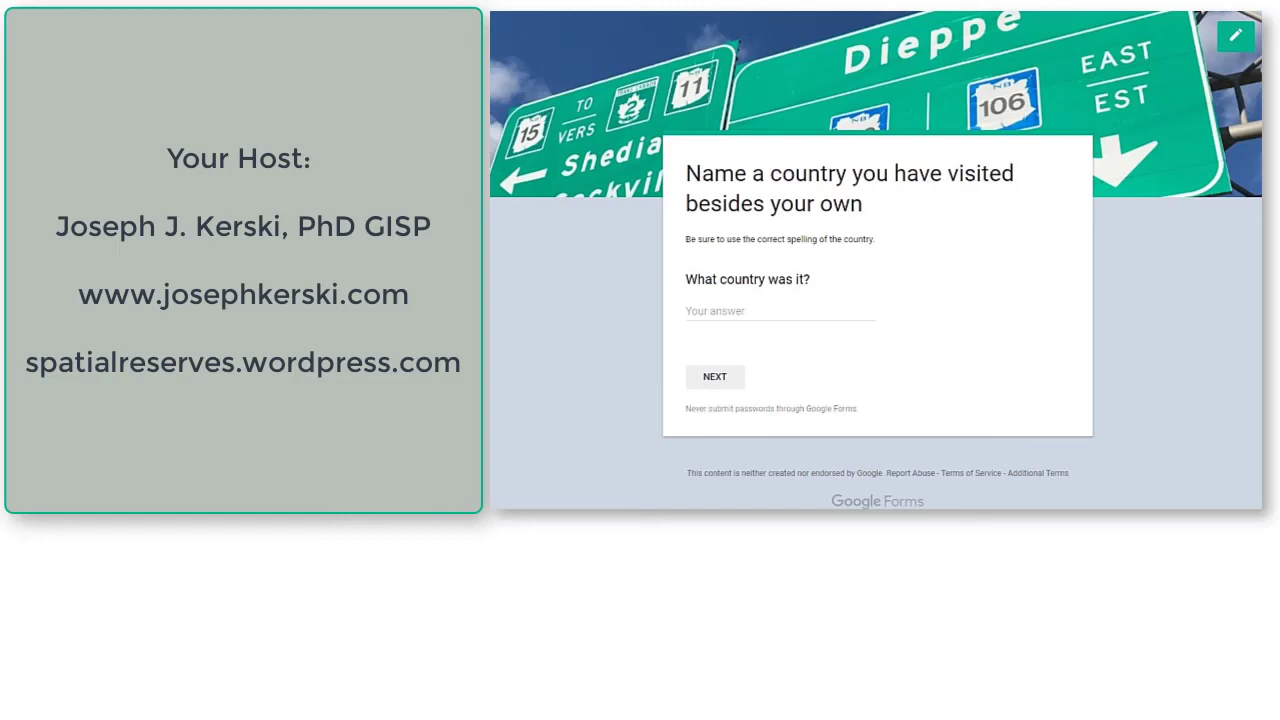 Your Host:
Joseph J. Kerski, PhD GISP
www.josephkerski.com
spatialreserves.wordpress.com
15
TO
VERS
2
11
Dieppe
106
EAST
EST
NB
NB
Name a country you have visited
besides your own
Be sure to use the correct spelling of the country.
What country was it?
Your answer
NEXT
Never submit passwords through Google Forms.
This content is neither created nor endorsed by Google. Report Abuse - Terms of Service - Additional Terms
Google Forms